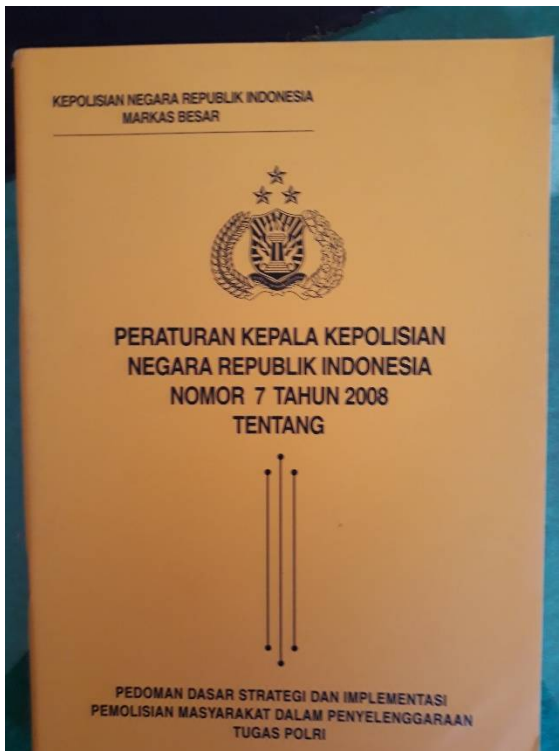 KEPOLISIAN NEGARA REPUBLIK INDONESIA
MARKAS BESAR
PERATURAN KEPALA KEPOLISIAN
NEGARA REPUBLIK INDONESIA
NOMOR 7 TAHUN 2008
TENTANG
PEDOMAN DASAR STRATEGI DAN IMPLEMENTASI
PEMOLISIAN MASYARAKAT DALAM PENYELENGGARAAN
TUGAS POLRI